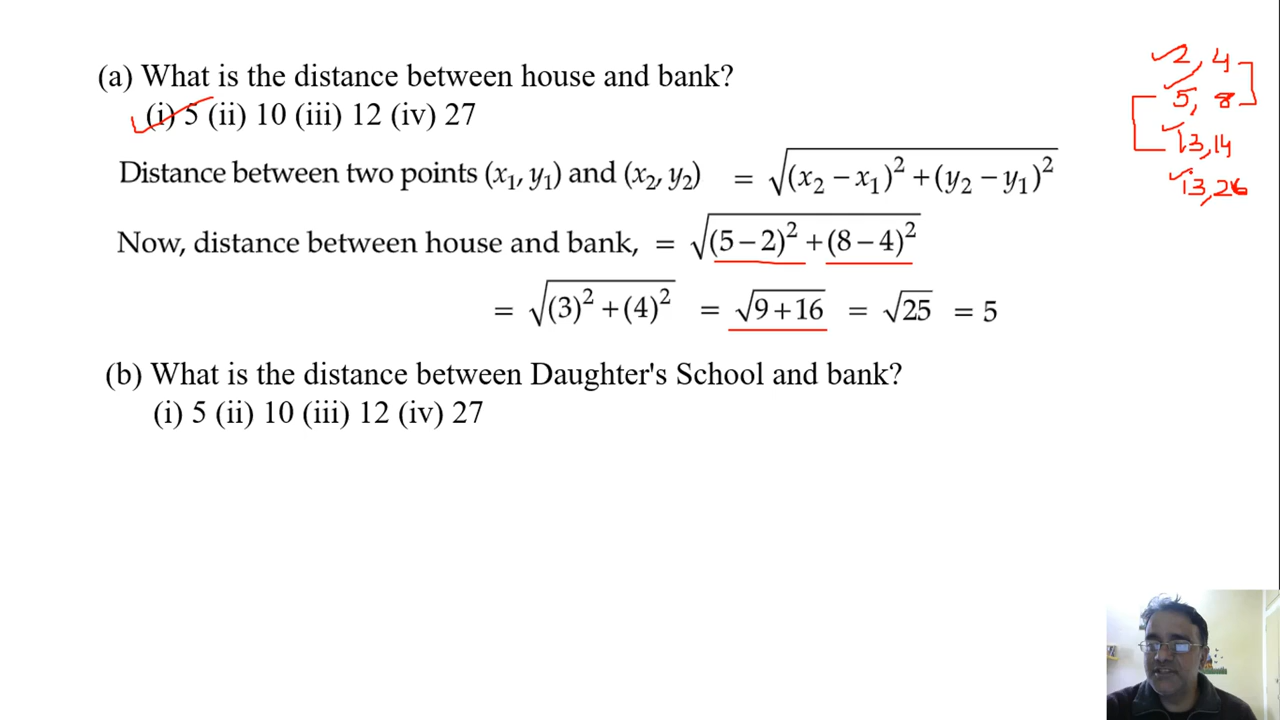 (a) What is the distance between house and bank?
(i) 5 (ii) 10 (iii) 12 (iv) 27
Distance between two points (x₁, y₁) and (x₂, y₂) = √(x₂ − x₁)² + (y₂ − y₁)²
Now, distance between house and bank, = √(5 − 2)² + (8 − 4)²
= √(3)² + (4)² = √9 + 16 = √25 = 5
(b) What is the distance between Daughter's School and bank?
(i) 5 (ii) 10 (iii) 12 (iv) 27
2, 4
5, 8
13, 14
13, 26